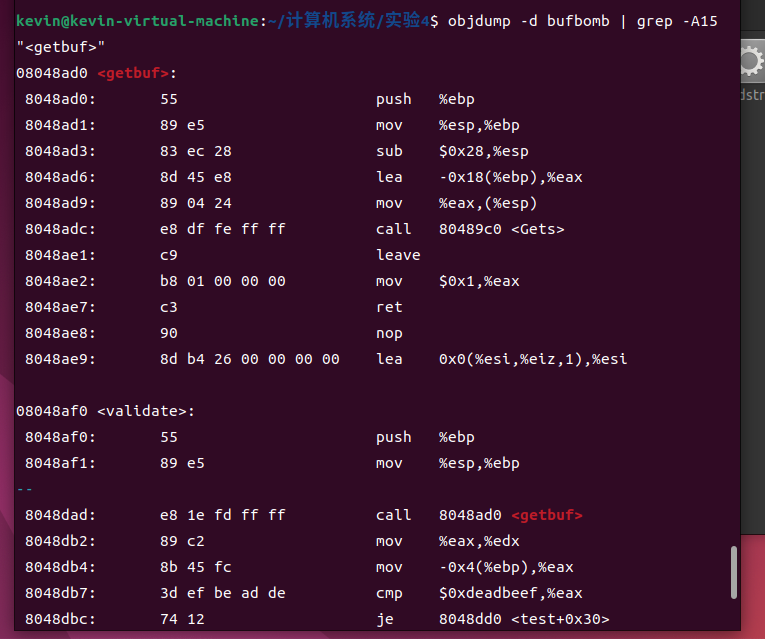 kevin@kevin-virtual-machine:~/计算机系统/实验4$ objdump -d bufbomb | grep -A15
"<getbuf>"
08048ad0 <getbuf>:
8048ad0: 55 push %ebp
8048ad1: 89 e5 mov %esp,%ebp
8048ad3: 83 ec 28 sub $0x28,%esp
8048ad6: 8d 45 e8 lea -0x18(%ebp),%eax
8048ad9: 89 04 24 mov %eax,(%esp)
8048adc: e8 df fe ff ff call 80489c0 <Gets>
8048ae1: c9 leave
8048ae2: b8 01 00 00 00 mov $0x1,%eax
8048ae7: c3 ret
8048ae8: 90 nop
8048ae9: 8d b4 26 00 00 00 00 lea 0x0(%esi,%eiz,1),%esi
08048af0 <validate>:
8048af0: 55 push %ebp
8048af1: 89 e5 mov %esp,%ebp
--
8048dad: e8 1e fd ff ff call 8048ad0 <getbuf>
8048db2: 89 c2 mov %eax,%edx
8048db4: 8b 45 fc mov -0x4(%ebp),%eax
8048db7: 3d ef be ad de cmp $0xdeadbeef,%eax
8048dbc: 74 12 je 8048dd0 <test+0x30>